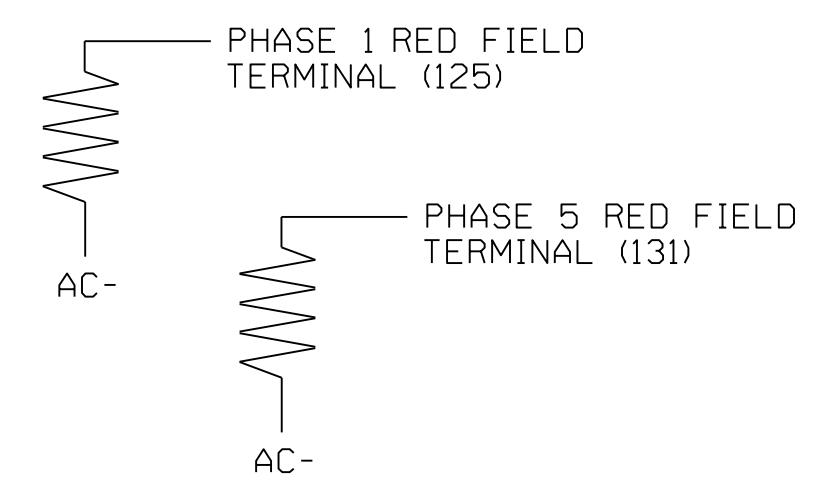 PHASE 1 RED FIELD
TERMINAL (125)
AC-
PHASE 5 RED FIELD
TERMINAL (131)
AC-